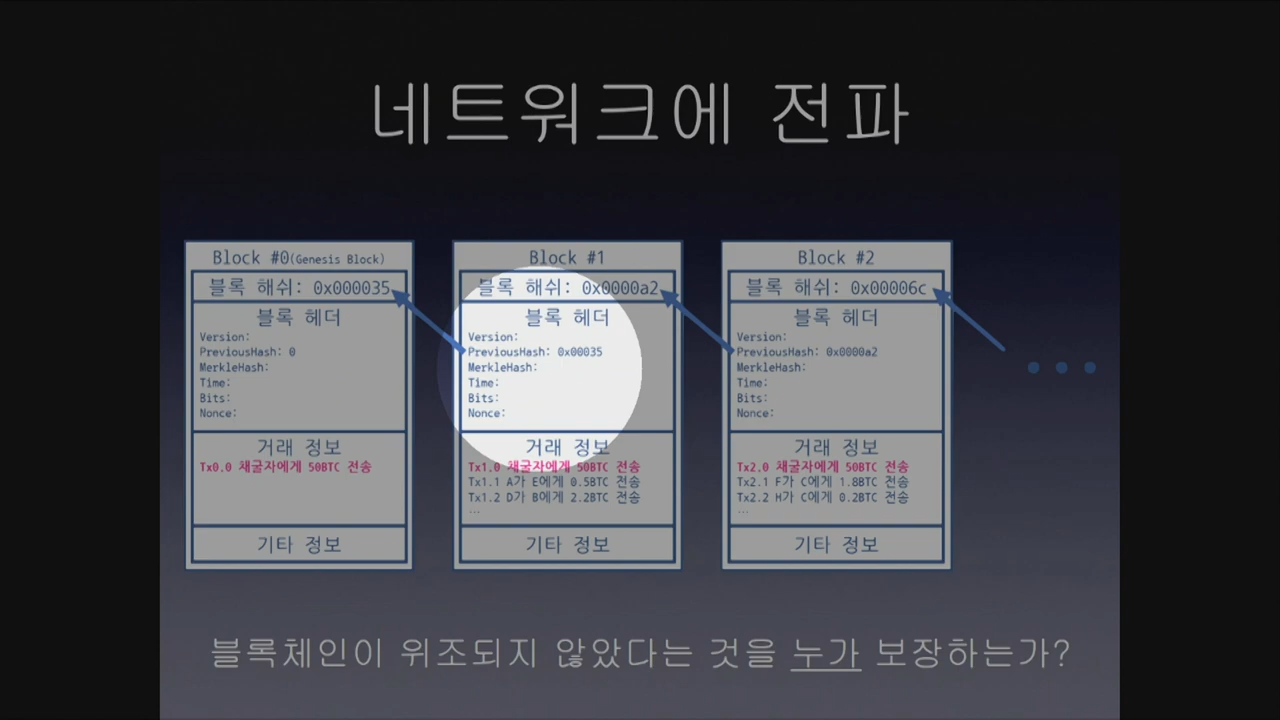 네트워크에 전파
Block #0(Genesis Block)
블록 해쉬: 0x000035
블록 헤더
Version:
PreviousHash: 0
MerkleHash:
Time:
Bits:
Nonce:
거래 정보
Tx0.0 채굴자에게 50BTC 전송
기타 정보
Block #1
블록 해쉬: 0x0000a2
블록 헤더
Version:
PreviousHash: 0x00035
MerkleHash:
Time:
Bits:
Nonce:
거래 정보
Tx1.0 채굴자에게 50BTC 전송
Tx1.1 A가 E에게 0.5BTC 전송
Tx1.2 D가 B에게 2.2BTC 전송
...
기타 정보
Block #2
블록 해쉬: 0x00006c
블록 헤더
Version:
PreviousHash: 0x0000a2
MerkleHash:
Time:
Bits:
Nonce:
거래 정보
Tx2.0 채굴자에게 50BTC 전송
Tx2.1 F가 C에게 1.8BTC 전송
Tx2.2 H가 C에게 0.2BTC 전송
...
기타 정보
블록체인이 위조되지 않았다는 것을 누가 보장하는가?